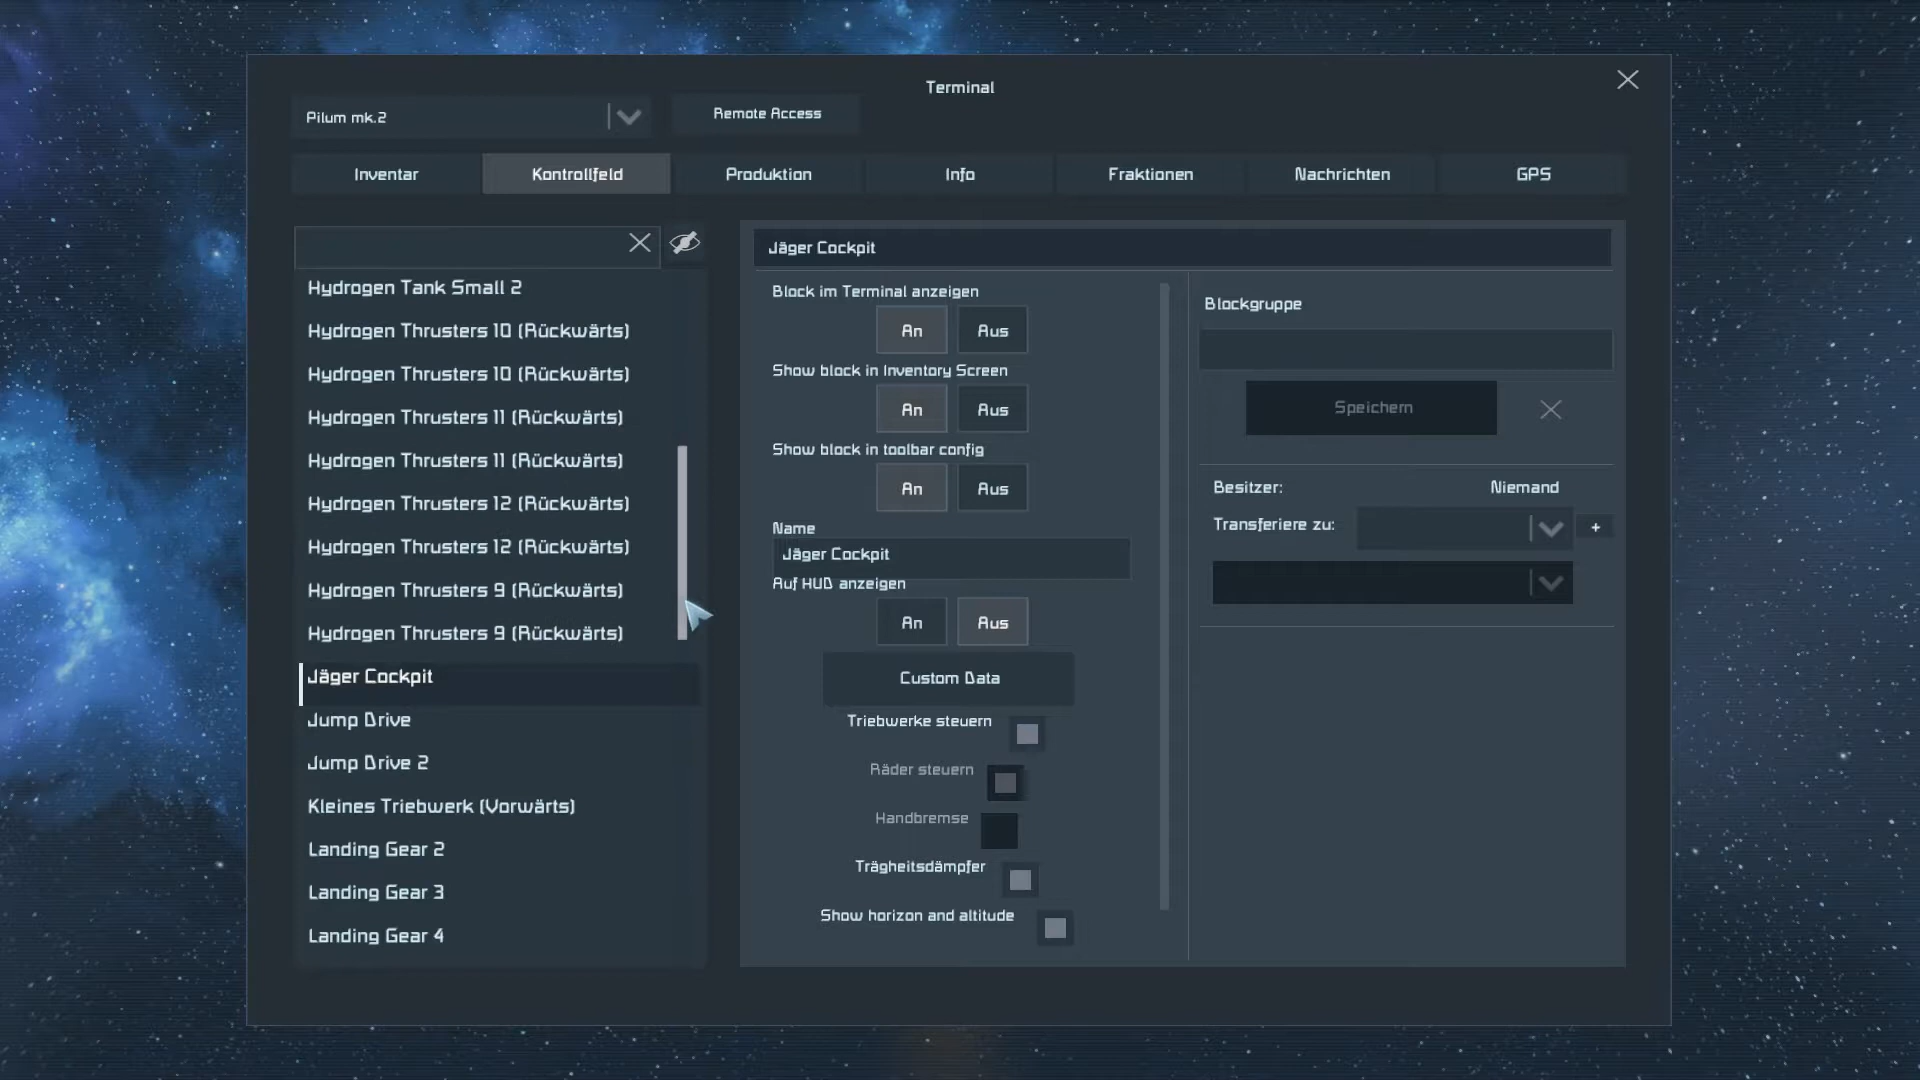 Terminal
Pilum mk.2
Remote Access
Inventar
Kontrollfeld
Produktion
Info
Fraktionen
Nachrichten
GPS
Hydrogen Tank Small 2
Hydrogen Thrusters 10 (Rückwärts)
Hydrogen Thrusters 10 (Rückwärts)
Hydrogen Thrusters 11 (Rückwärts)
Hydrogen Thrusters 11 (Rückwärts)
Hydrogen Thrusters 12 (Rückwärts)
Hydrogen Thrusters 12 (Rückwärts)
Hydrogen Thrusters 9 (Rückwärts)
Hydrogen Thrusters 9 (Rückwärts)
Jäger Cockpit
Jump Drive
Jump Drive 2
Kleines Triebwerk (Vorwärts)
Landing Gear 2
Landing Gear 3
Landing Gear 4
Jäger Cockpit
Block im Terminal anzeigen
An Aus
Show block in Inventory Screen
An Aus
Show block in toolbar config
An Aus
Name
Jäger Cockpit
Auf HUD anzeigen
An Aus
Custom Data
Triebwerke steuern
Räder steuern
Handbremse
Trägheitsdämpfer
Show horizon and altitude
Blockgruppe
Speichern
Besitzer: Niemand
Transferiere zu: +